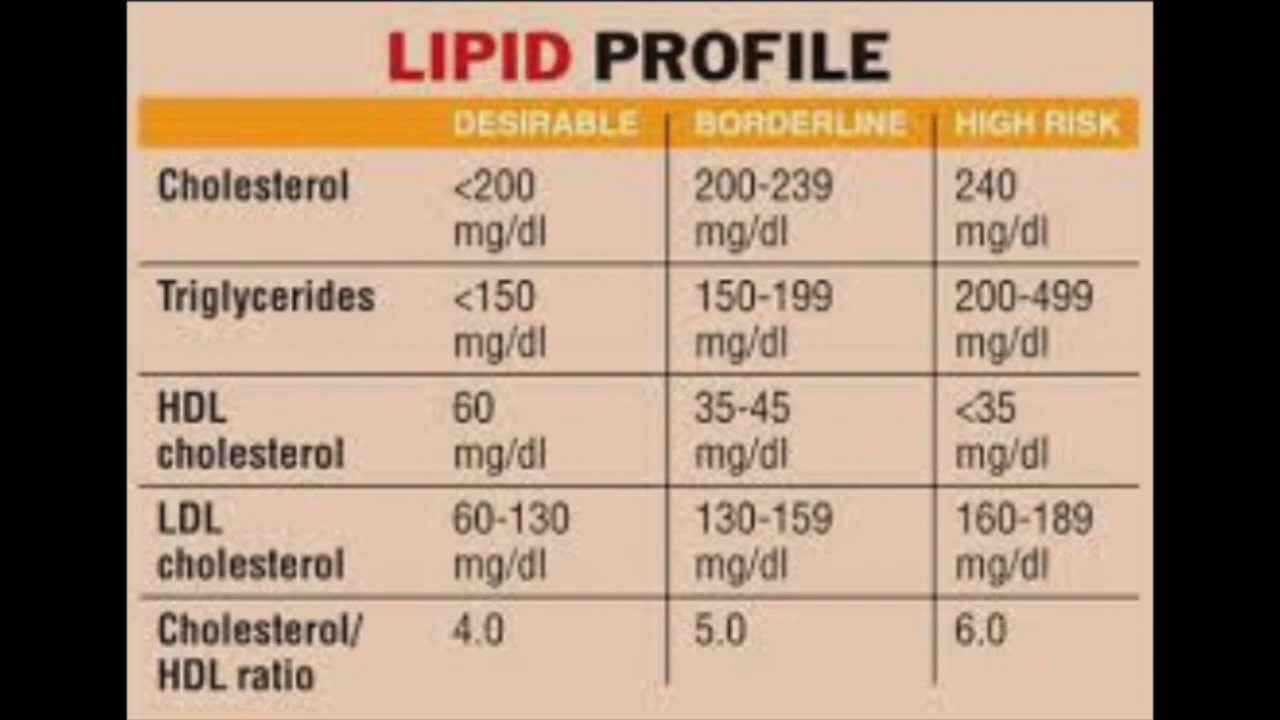 LIPID PROFILE
DESIRABLE BORDERLINE HIGH RISK
Cholesterol <200 200-239 240
mg/dl mg/dl mg/dl
Triglycerides <150 150-199 200-499
mg/dl mg/dl mg/dl
HDL 60 35-45 <35
cholesterol mg/dl mg/dl mg/dl
LDL 60-130 130-159 160-189
cholesterol mg/dl mg/dl mg/dl
Cholesterol/ 4.0 5.0 6.0
HDL ratio